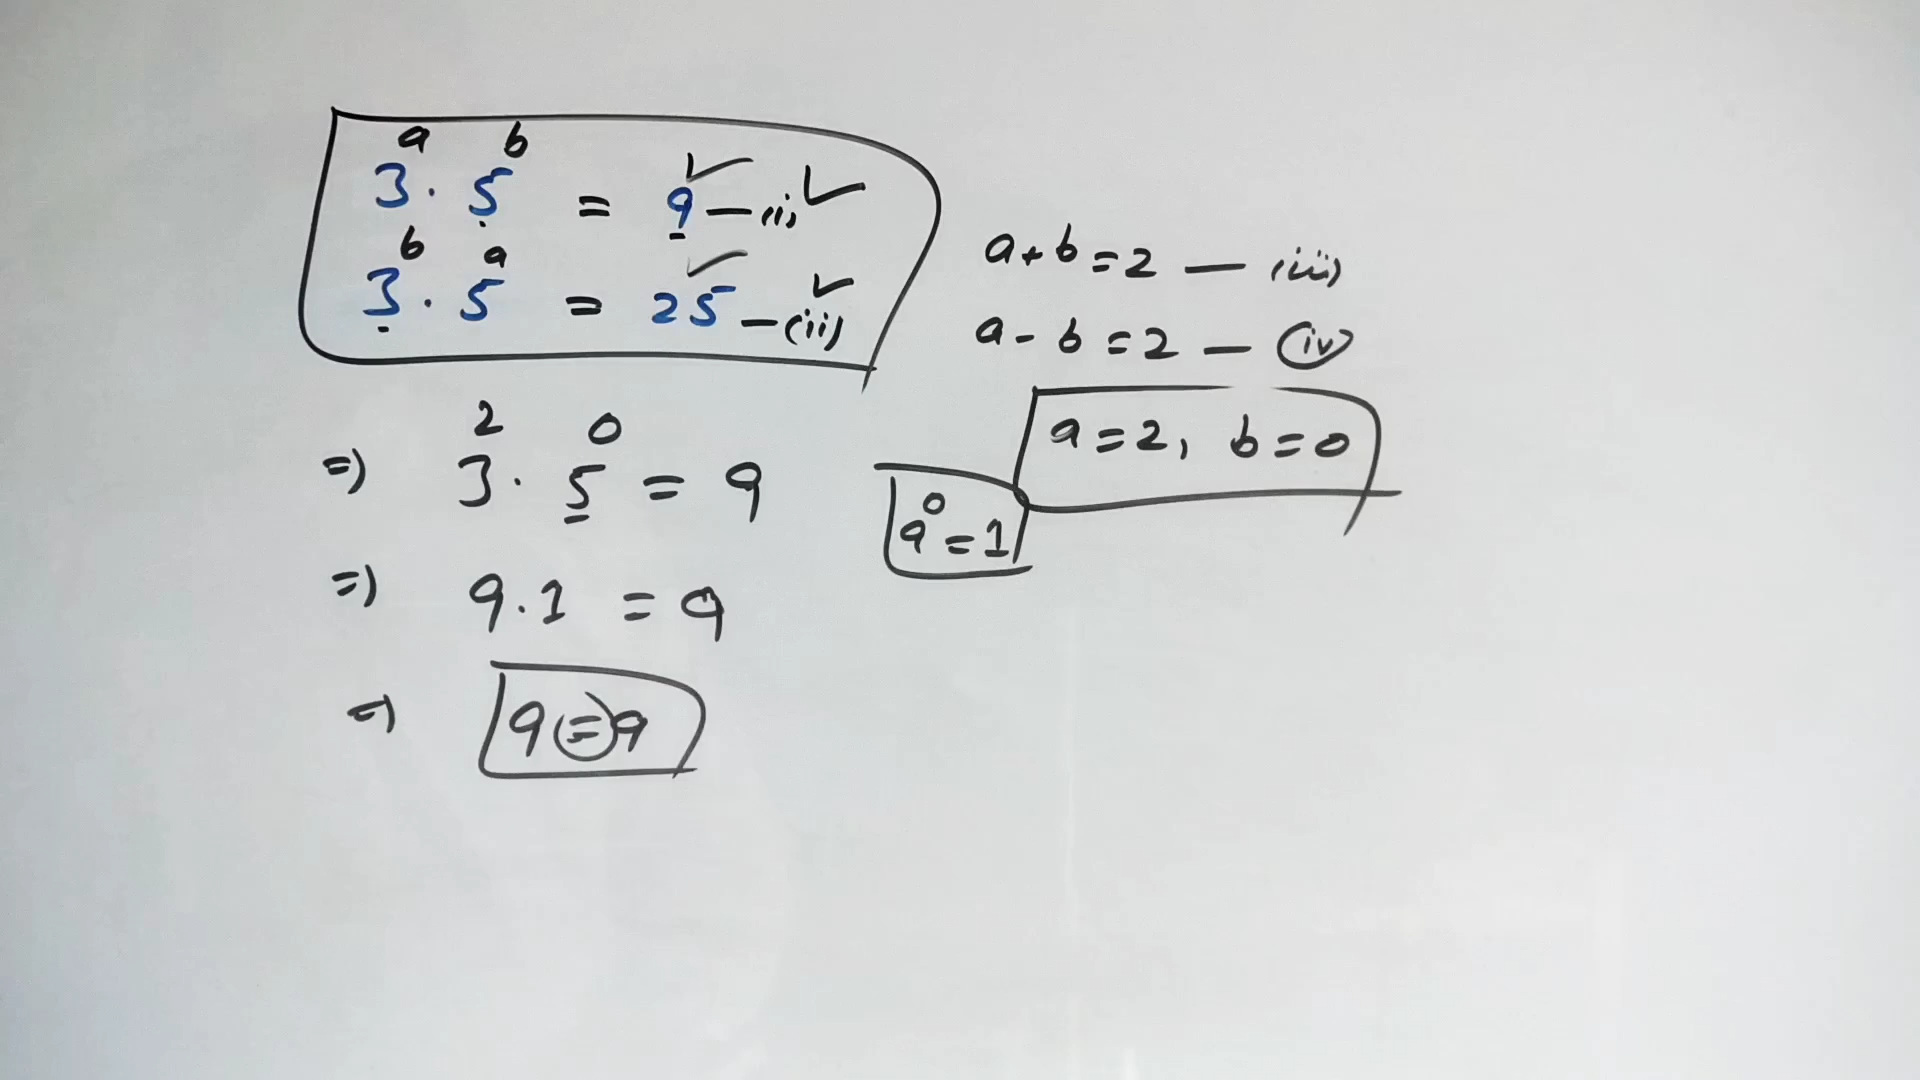 3^a · 5^b = 9 — (i)
3^b · 5^a = 25 — (ii)
a + b = 2 — (iii)
a - b = 2 — (iv)
a = 2, b = 0
⇒ 3^2 · 5^0 = 9
a^0 = 1
⇒ 9 . 1 = 9
⇒ 9 = 9